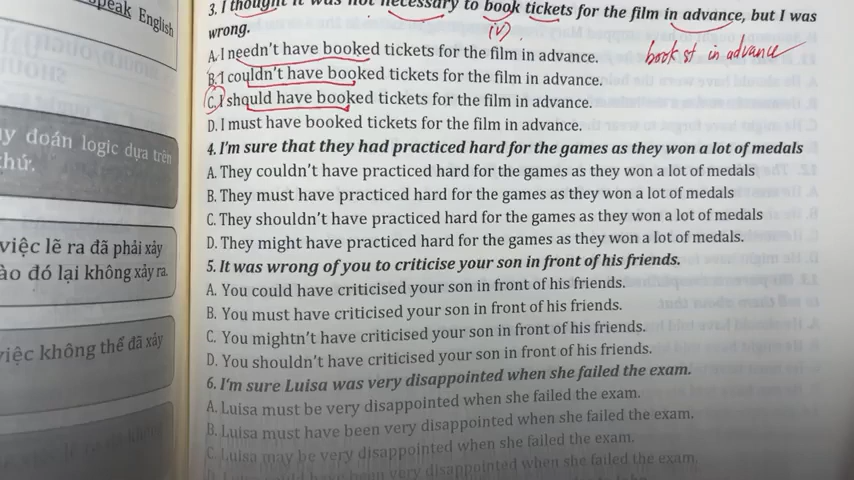 speak English
3. I thought it was not necessary to book tickets for the film in advance, but I was
wrong.
(v)
A. I needn't have booked tickets for the film in advance.
book st in advance
B. I couldn't have booked tickets for the film in advance.
C. I should have booked tickets for the film in advance.
D. I must have booked tickets for the film in advance.
4. I'm sure that they had practiced hard for the games as they won a lot of medals
A. They couldn't have practiced hard for the games as they won a lot of medals
B. They must have practiced hard for the games as they won a lot of medals
C. They shouldn't have practiced hard for the games as they won a lot of medals
D. They might have practiced hard for the games as they won a lot of medals.
5. It was wrong of you to criticise your son in front of his friends.
A. You could have criticised your son in front of his friends.
B. You must have criticised your son in front of his friends.
C. You mightn't have criticised your son in front of his friends.
D. You shouldn't have criticised your son in front of his friends.
6. I'm sure Luisa was very disappointed when she failed the exam.
A. Luisa must be very disappointed when she failed the exam.
B. Luisa must have been very disappointed when she failed the exam.
C. Luisa may be very disappointed when she failed the exam.
been very disappointed when she failed the exam.
đoán logic dựa trên
khứ.
việc lẽ ra đã phải xảy
đó lại không xảy ra.
việc không thể đã xảy